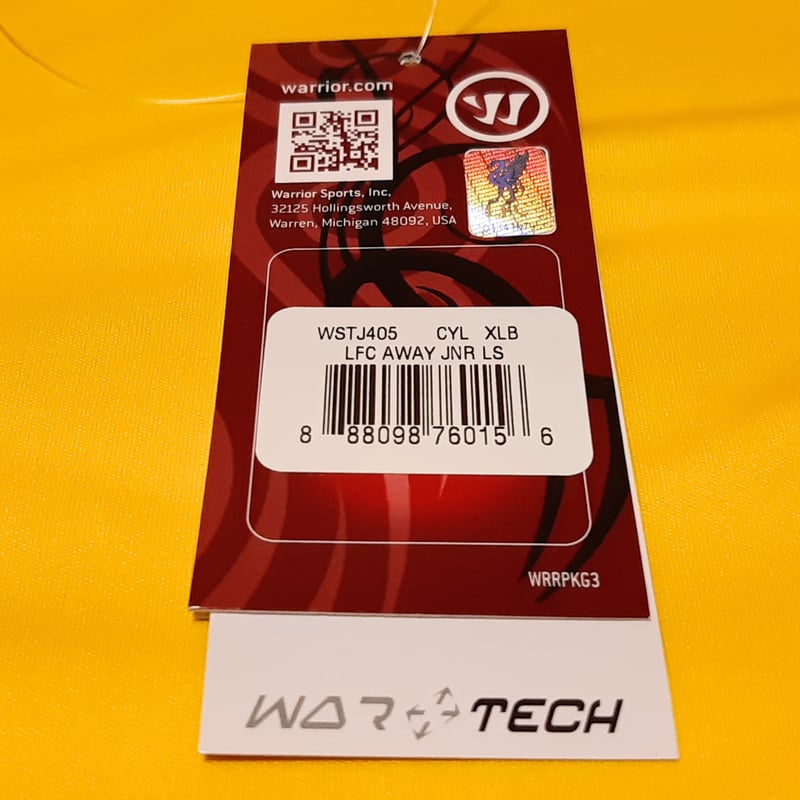 warrior.com
Warrior Sports, Inc.
32125 Hollingsworth Avenue,
Warren, Michigan 48092, USA
WSTJ405 CYL XLB
LFC AWAY JNR LS
8 88098 76015 6
WRRPKG3
WAR TECH